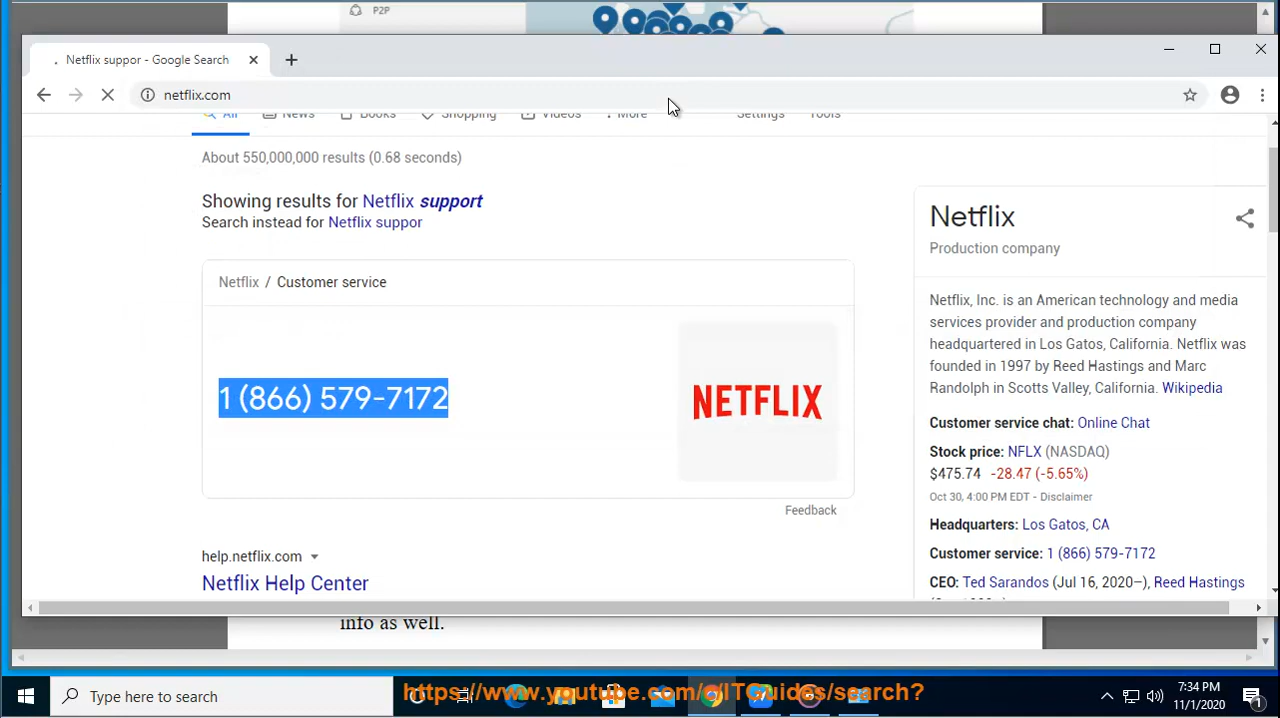 P2P
Netflix suppor - Google Search
netflix.com
All News Books Shopping Videos More Settings Tools
About 550,000,000 results (0.68 seconds)
Showing results for Netflix support
Search instead for Netflix suppor
Netflix / Customer service
1 (866) 579-7172
NETFLIX
Feedback
help.netflix.com
Netflix Help Center
Netflix
Production company
Netflix, Inc. is an American technology and media
services provider and production company
headquartered in Los Gatos, California. Netflix was
founded in 1997 by Reed Hastings and Marc
Randolph in Scotts Valley, California. Wikipedia
Customer service chat: Online Chat
Stock price: NFLX (NASDAQ)
$475.74 -28.47 (-5.65%)
Oct 30, 4:00 PM EDT - Disclaimer
Headquarters: Los Gatos, CA
Customer service: 1 (866) 579-7172
CEO: Ted Sarandos (Jul 16, 2020–), Reed Hastings
info as well.
Type here to search
https://www.youtube.com/c/ITGuides/search?
7:34 PM
11/1/2020
1